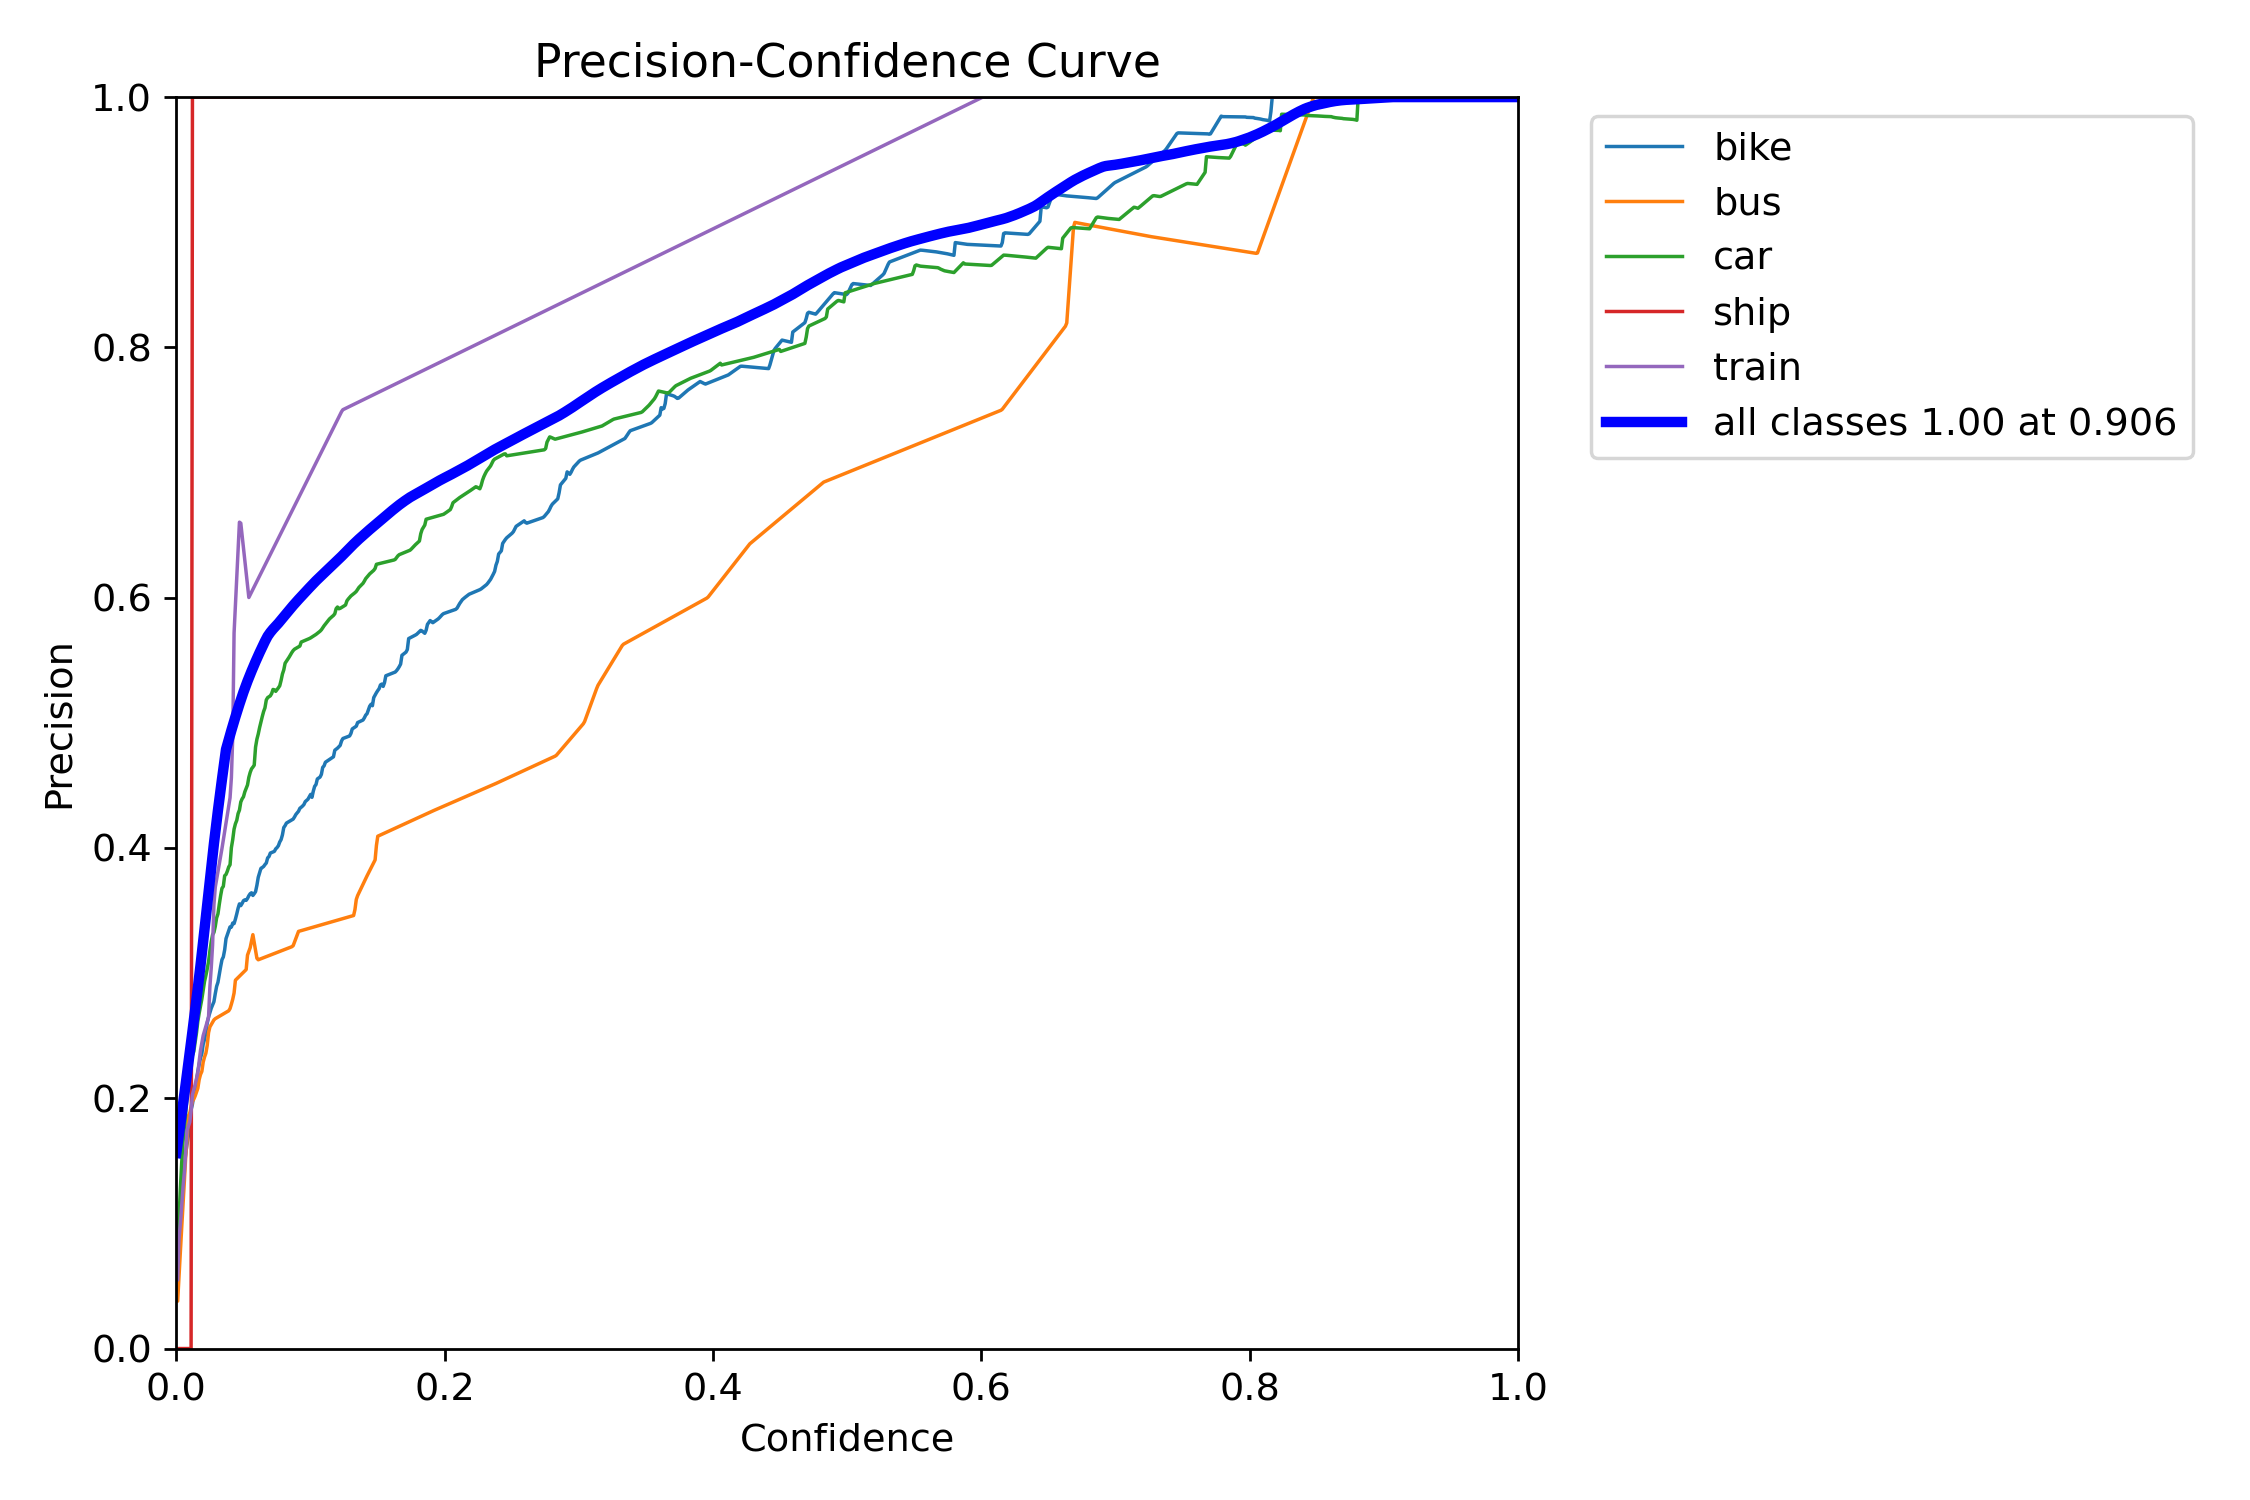 Precision-Confidence Curve
1.0
0.8
0.6
0.4
0.2
0.0
Precision
0.0 0.2 0.4 0.6 0.8 1.0
Confidence
bike
bus
car
ship
train
all classes 1.00 at 0.906